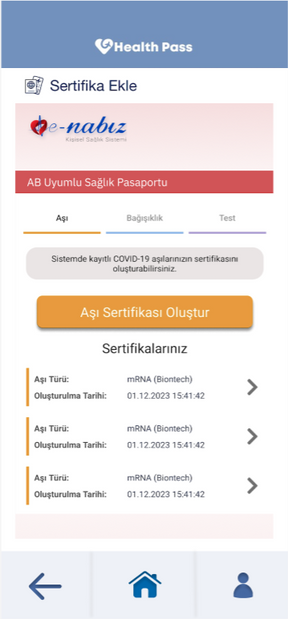 Health Pass
Sertifika Ekle
e-nabız
Kişisel Sağlık Sistemi
AB Uyumlu Sağlık Pasaportu
Aşı Bağışıklık Test
Sistemde kayıtlı COVID-19 aşılarınızın sertifikasını
oluşturabilirsiniz.
Aşı Sertifikası Oluştur
Sertifikalarınız
Aşı Türü: mRNA (Biontech)
Oluşturulma Tarihi: 01.12.2023 15:41:42
Aşı Türü: mRNA (Biontech)
Oluşturulma Tarihi: 01.12.2023 15:41:42
Aşı Türü: mRNA (Biontech)
Oluşturulma Tarihi: 01.12.2023 15:41:42